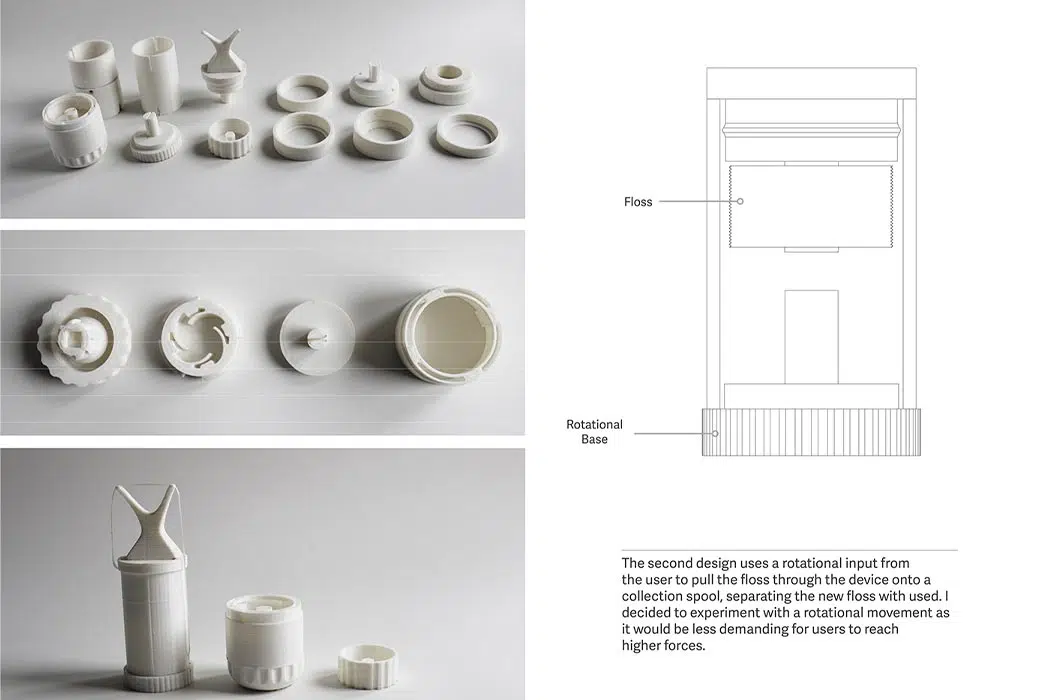 Floss
Rotational
Base
The second design uses a rotational input from
the user to pull the floss through the device onto a
collection spool, separating the new floss with used. I
decided to experiment with a rotational movement as
it would be less demanding for users to reach
higher forces.